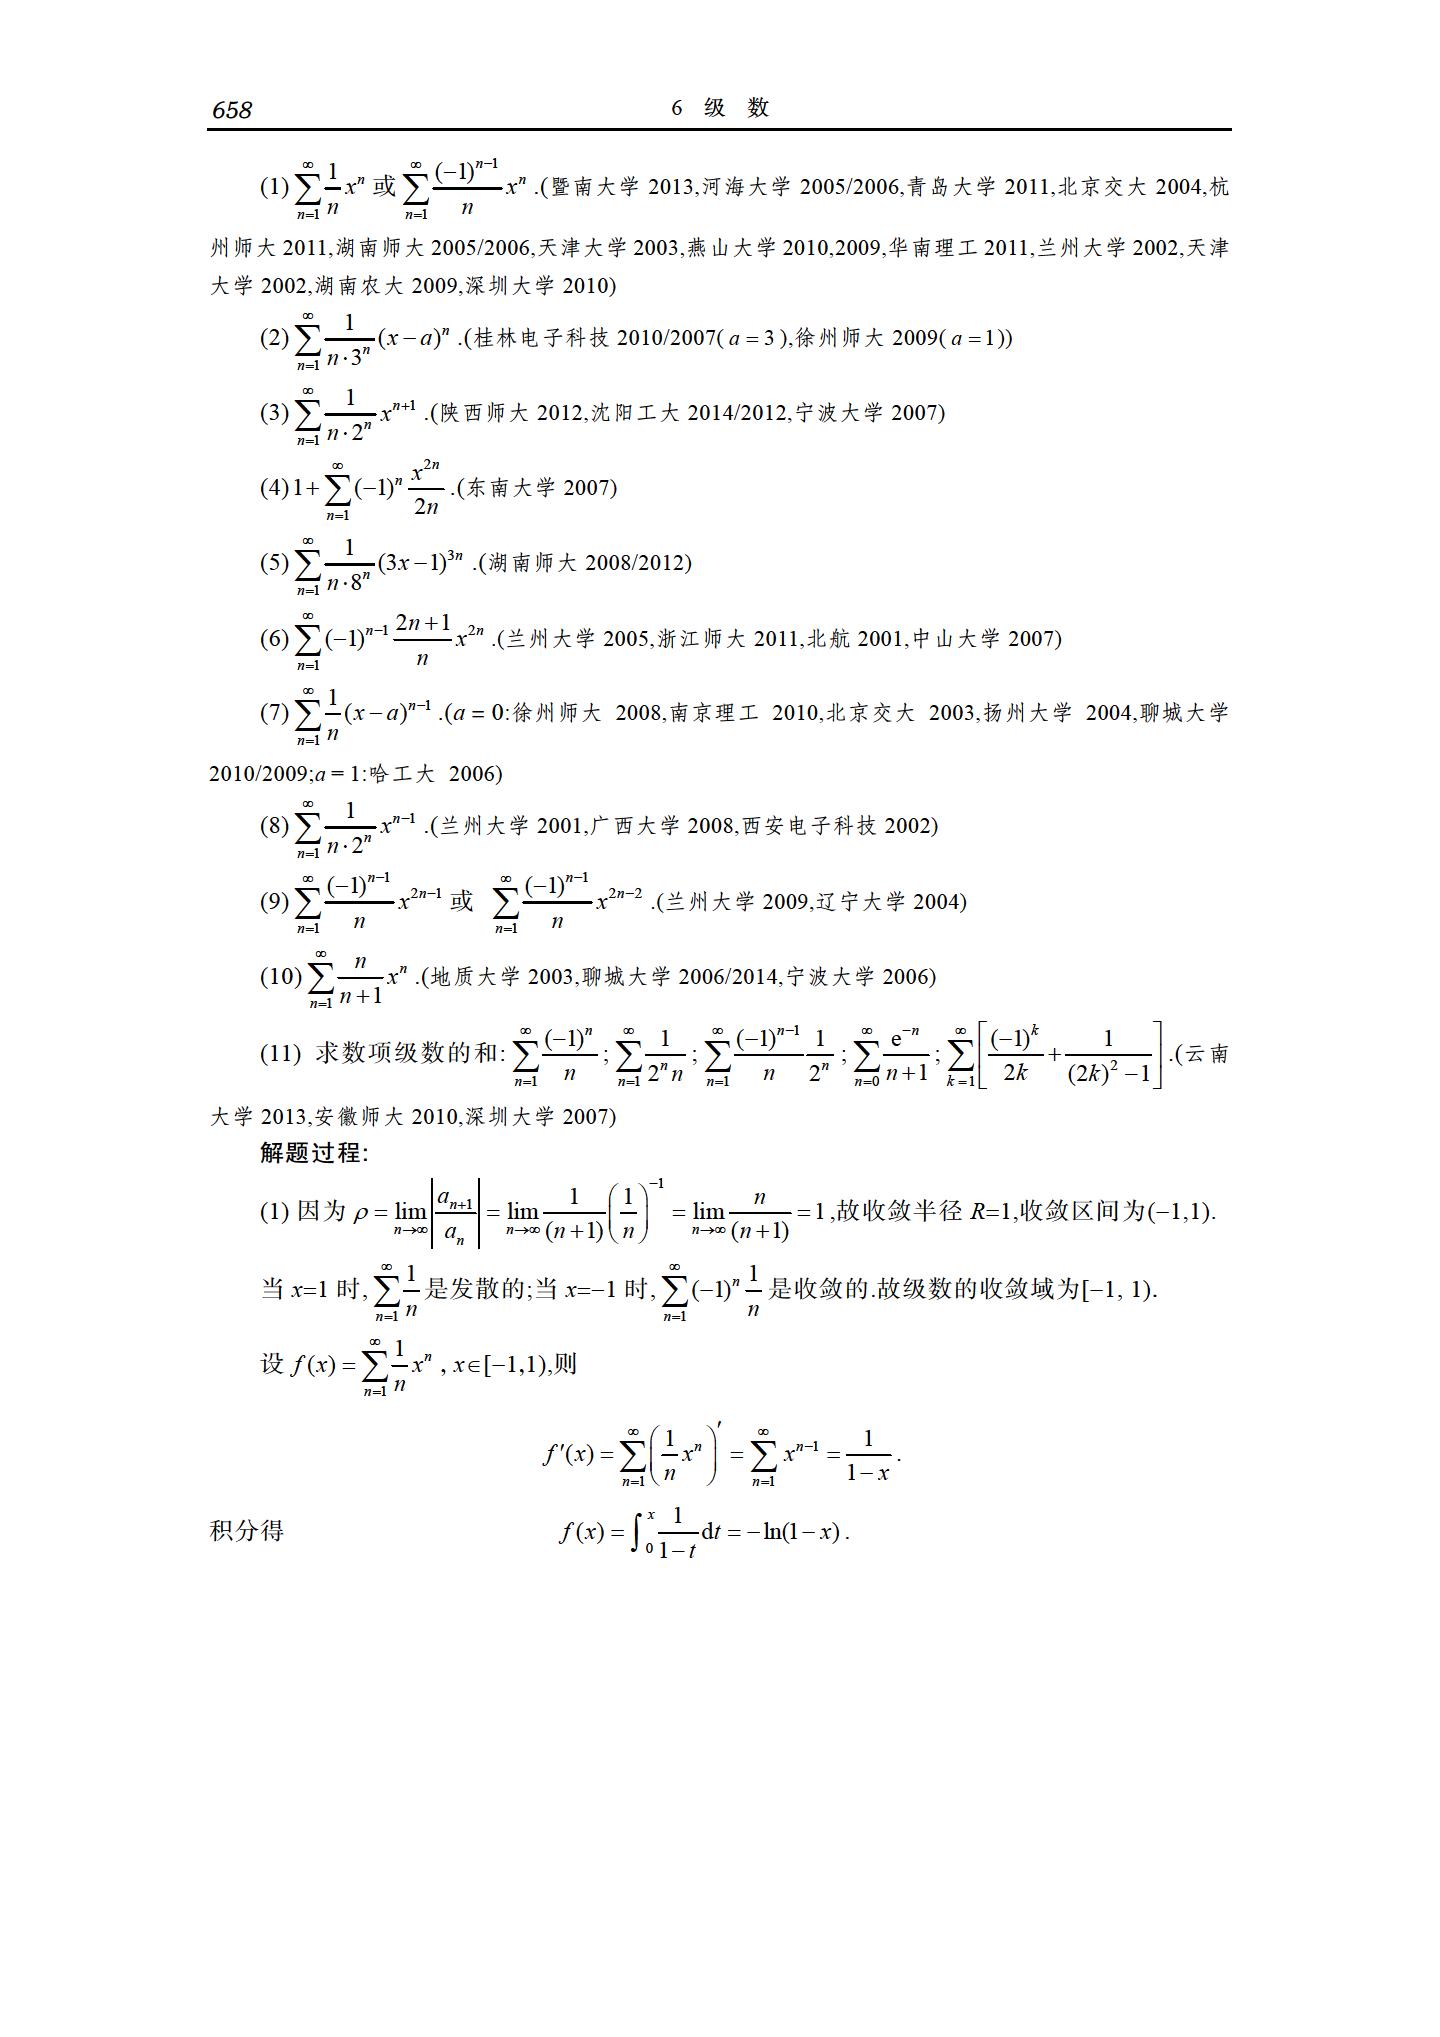 658 6 级 数
(1) $\sum_{n=1}^{\infty}\frac{1}{n}x^n$ 或 $\sum_{n=1}^{\infty}\frac{(-1)^{n-1}}{n}x^n$ .(暨南大学 2013,河海大学 2005/2006,青岛大学 2011,北京交大 2004,杭
州师大 2011,湖南师大 2005/2006,天津大学 2003,燕山大学 2010,2009,华南理工 2011,兰州大学 2002,天津
大学 2002,湖南农大 2009,深圳大学 2010)
(2) $\sum_{n=1}^{\infty}\frac{1}{n\cdot 3^n}(x-a)^n$ .(桂林电子科技 2010/2007( $a=3$ ),徐州师大 2009( $a=1$ ))
(3) $\sum_{n=1}^{\infty}\frac{1}{n\cdot 2^n}x^{n+1}$ .(陕西师大 2012,沈阳工大 2014/2012,宁波大学 2007)
(4) $1+\sum_{n=1}^{\infty}(-1)^n\frac{x^{2n}}{2n}$ .(东南大学 2007)
(5) $\sum_{n=1}^{\infty}\frac{1}{n\cdot 8^n}(3x-1)^{3n}$ .(湖南师大 2008/2012)
(6) $\sum_{n=1}^{\infty}(-1)^{n-1}\frac{2n+1}{n}x^{2n}$ .(兰州大学 2005,浙江师大 2011,北航 2001,中山大学 2007)
(7) $\sum_{n=1}^{\infty}\frac{1}{n}(x-a)^{n-1}$ .(a = 0:徐州师大 2008,南京理工 2010,北京交大 2003,扬州大学 2004,聊城大学
2010/2009;a = 1:哈工大 2006)
(8) $\sum_{n=1}^{\infty}\frac{1}{n\cdot 2^n}x^{n-1}$ .(兰州大学 2001,广西大学 2008,西安电子科技 2002)
(9) $\sum_{n=1}^{\infty}\frac{(-1)^{n-1}}{n}x^{2n-1}$ 或 $\sum_{n=1}^{\infty}\frac{(-1)^{n-1}}{n}x^{2n-2}$ .(兰州大学 2009,辽宁大学 2004)
(10) $\sum_{n=1}^{\infty}\frac{n}{n+1}x^n$ .(地质大学 2003,聊城大学 2006/2014,宁波大学 2006)
(11) 求数项级数的和: $\sum_{n=1}^{\infty}\frac{(-1)^n}{n}$ ; $\sum_{n=1}^{\infty}\frac{1}{2^n n}$ ; $\sum_{n=1}^{\infty}\frac{(-1)^{n-1}}{n}\frac{1}{2^n}$ ; $\sum_{n=0}^{\infty}\frac{\mathrm{e}^{-n}}{n+1}$ ; $\sum_{k=1}^{\infty}\left[\frac{(-1)^k}{2k}+\frac{1}{(2k)^2-1}\right]$ .(云南
大学 2013,安徽师大 2010,深圳大学 2007)
解题过程:
(1) 因为 $\rho=\lim_{n\to\infty}\left|\frac{a_{n+1}}{a_n}\right|=\lim_{n\to\infty}\frac{1}{(n+1)}\left(\frac{1}{n}\right)^{-1}=\lim_{n\to\infty}\frac{n}{(n+1)}=1$ ,故收敛半径 R=1,收敛区间为(−1,1).
当 x=1 时, $\sum_{n=1}^{\infty}\frac{1}{n}$ 是发散的;当 x=−1 时, $\sum_{n=1}^{\infty}(-1)^n\frac{1}{n}$ 是收敛的.故级数的收敛域为[−1, 1).
设 $f(x)=\sum_{n=1}^{\infty}\frac{1}{n}x^n$ , x∈[−1,1),则
$f'(x)=\sum_{n=1}^{\infty}\left(\frac{1}{n}x^n\right)'=\sum_{n=1}^{\infty}x^{n-1}=\frac{1}{1-x}$ .
积分得 $f(x)=\int_0^x\frac{1}{1-t}\mathrm{d}t=-\ln(1-x)$ .